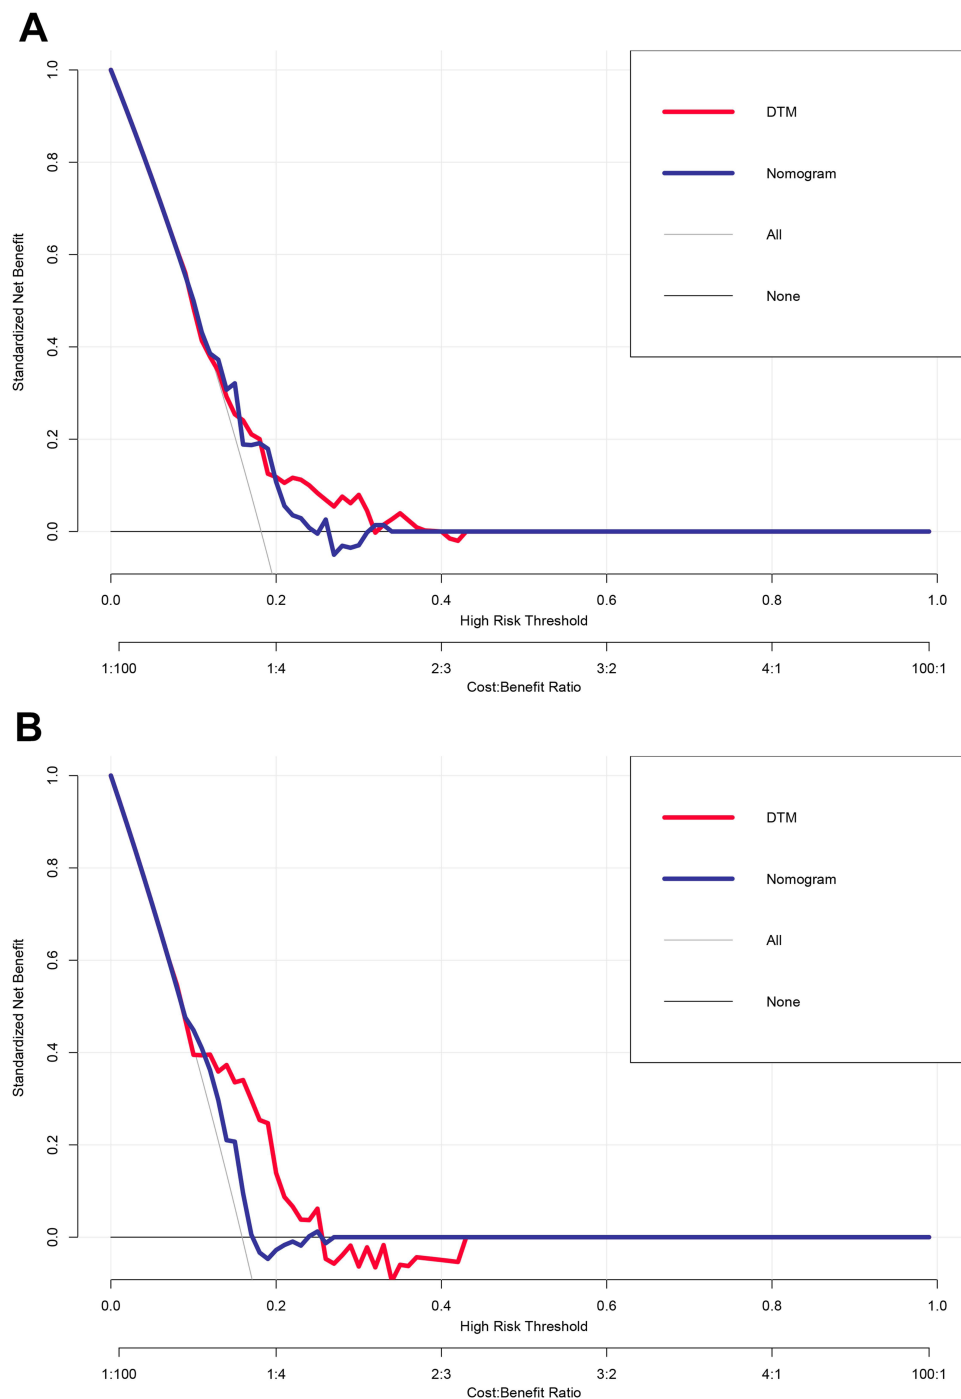 A
DTM
Nomogram
All
None
Standardized Net Benefit
1.0
0.8
0.6
0.4
0.2
0.0
0.0 0.2 0.4 0.6 0.8 1.0
High Risk Threshold
1:100 1:4 2:3 3:2 4:1 100:1
Cost:Benefit Ratio
B
DTM
Nomogram
All
None
Standardized Net Benefit
1.0
0.8
0.6
0.4
0.2
0.0
0.0 0.2 0.4 0.6 0.8 1.0
High Risk Threshold
1:100 1:4 2:3 3:2 4:1 100:1
Cost:Benefit Ratio